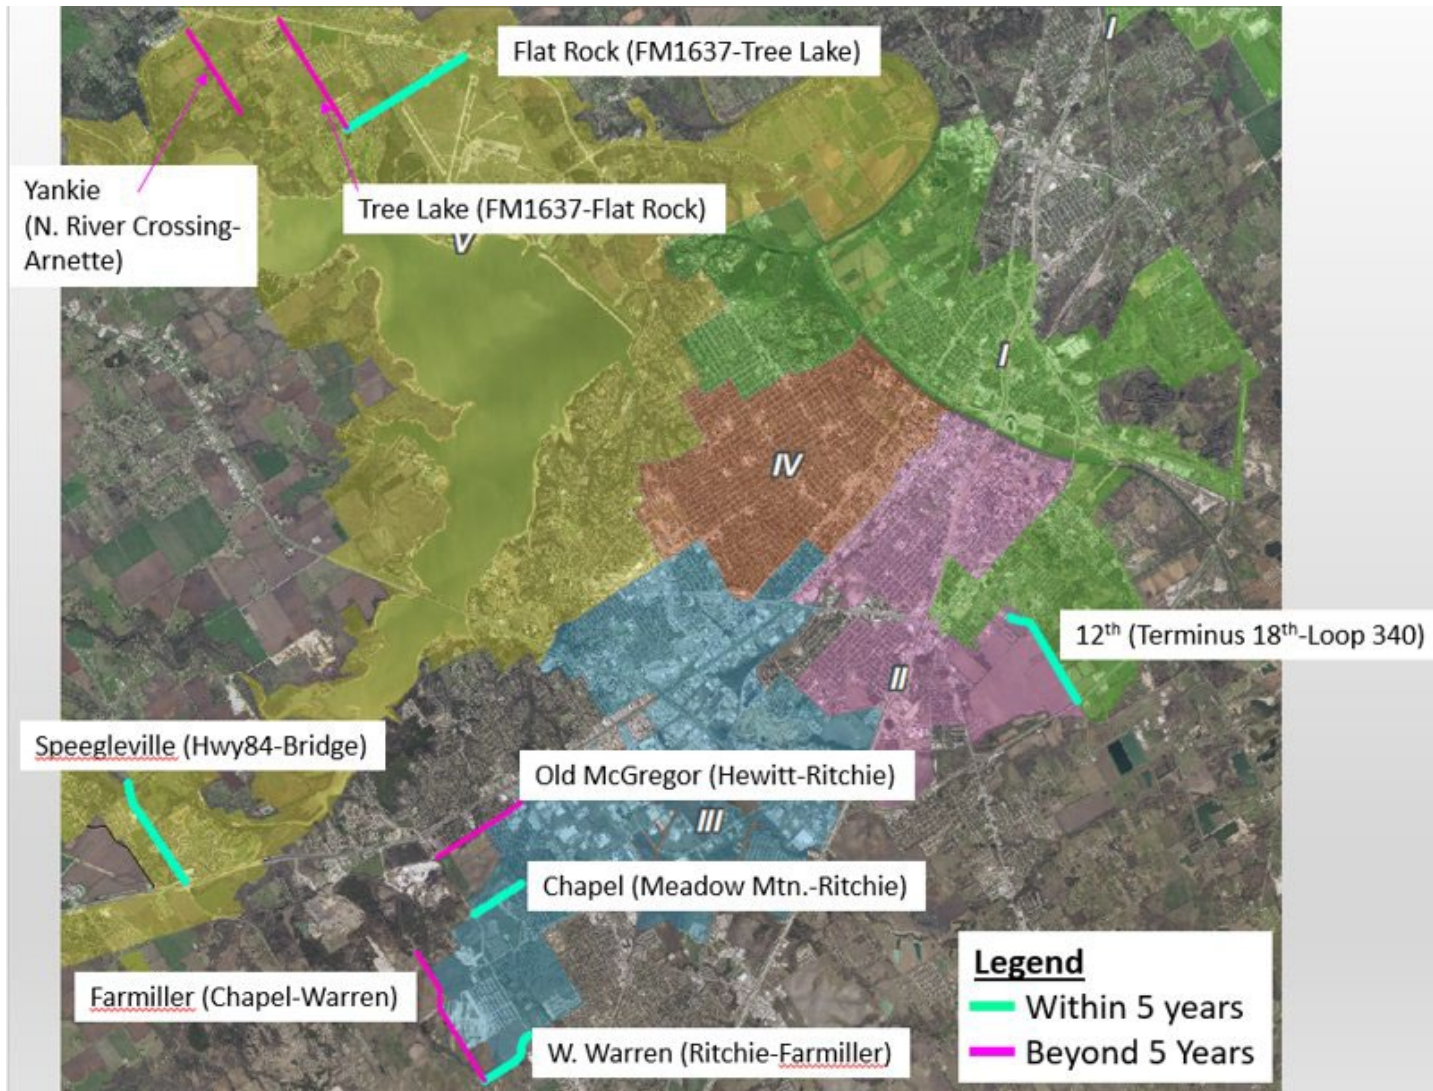 I
Flat Rock (FM1637-Tree Lake)
Yankie
(N. River Crossing-
Arnette)
Tree Lake (FM1637-Flat Rock)
V
I
IV
12th (Terminus 18th-Loop 340)
II
Speegleville (Hwy84-Bridge)
Old McGregor (Hewitt-Ritchie)
III
Chapel (Meadow Mtn.-Ritchie)
Farmiller (Chapel-Warren)
W. Warren (Ritchie-Farmiller)
Legend
Within 5 years
Beyond 5 Years